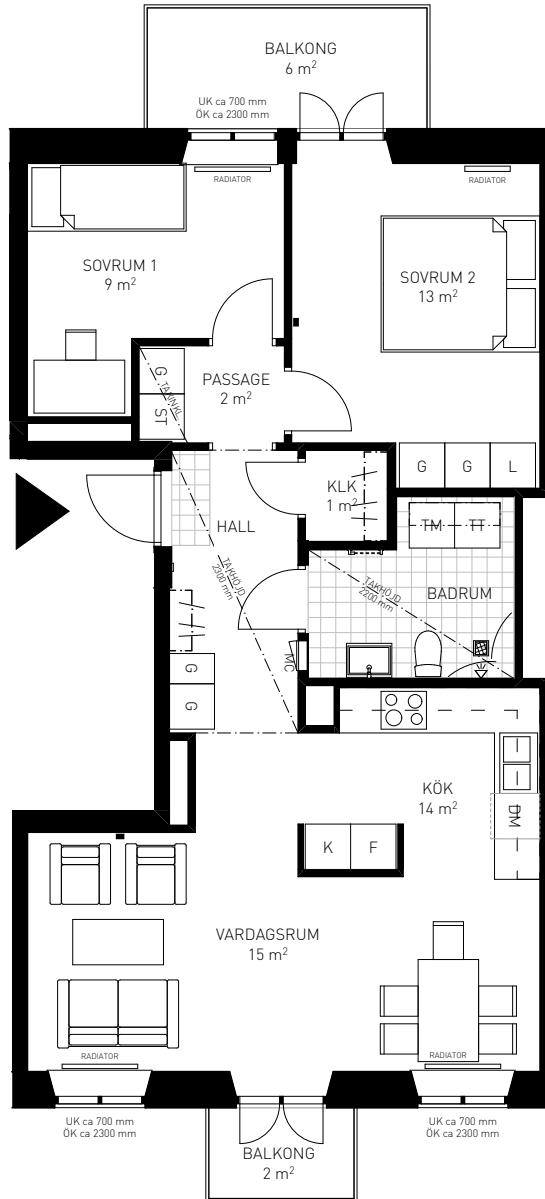 BALKONG
6 m²
UK ca 700 mm
ÖK ca 2300 mm
RADIATOR
RADIATOR
SOVRUM 1
9 m²
SOVRUM 2
13 m²
G
ST
TAKINKL.
PASSAGE
2 m²
G
G
L
KLK
1 m²
HALL
TM
TT
TAKHÖJD
2300 mm
TAKHÖJD
2200 mm
BADRUM
G
G
MC
KÖK
14 m²
DM
K
F
VARDAGSRUM
15 m²
RADIATOR
RADIATOR
UK ca 700 mm
ÖK ca 2300 mm
UK ca 700 mm
ÖK ca 2300 mm
BALKONG
2 m²